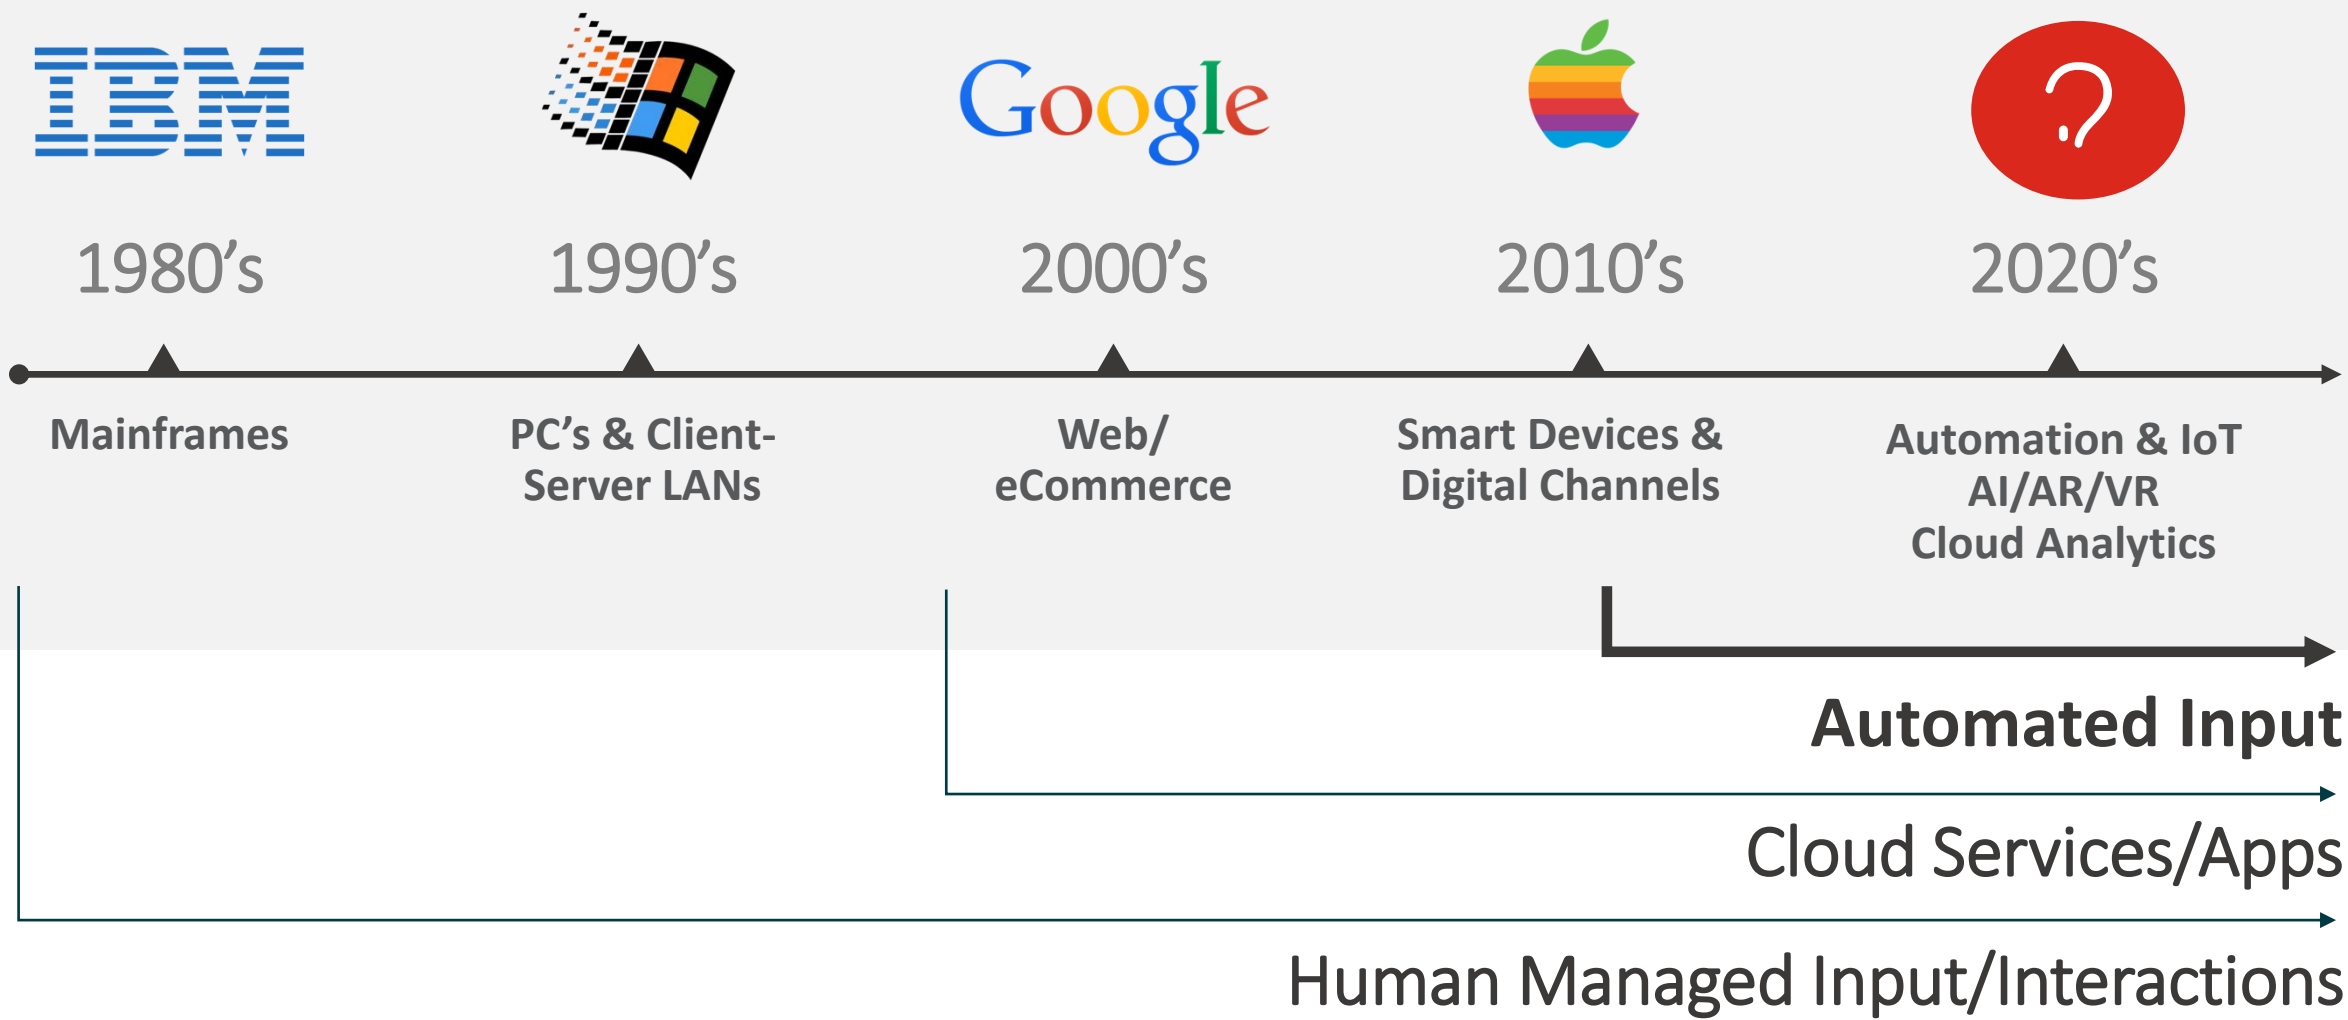 IBM
Google
?
1980's
1990's
2000's
2010's
2020's
Mainframes
PC's & Client-
Server LANs
Web/
eCommerce
Smart Devices &
Digital Channels
Automation & IoT
AI/AR/VR
Cloud Analytics
Automated Input
Cloud Services/Apps
Human Managed Input/Interactions